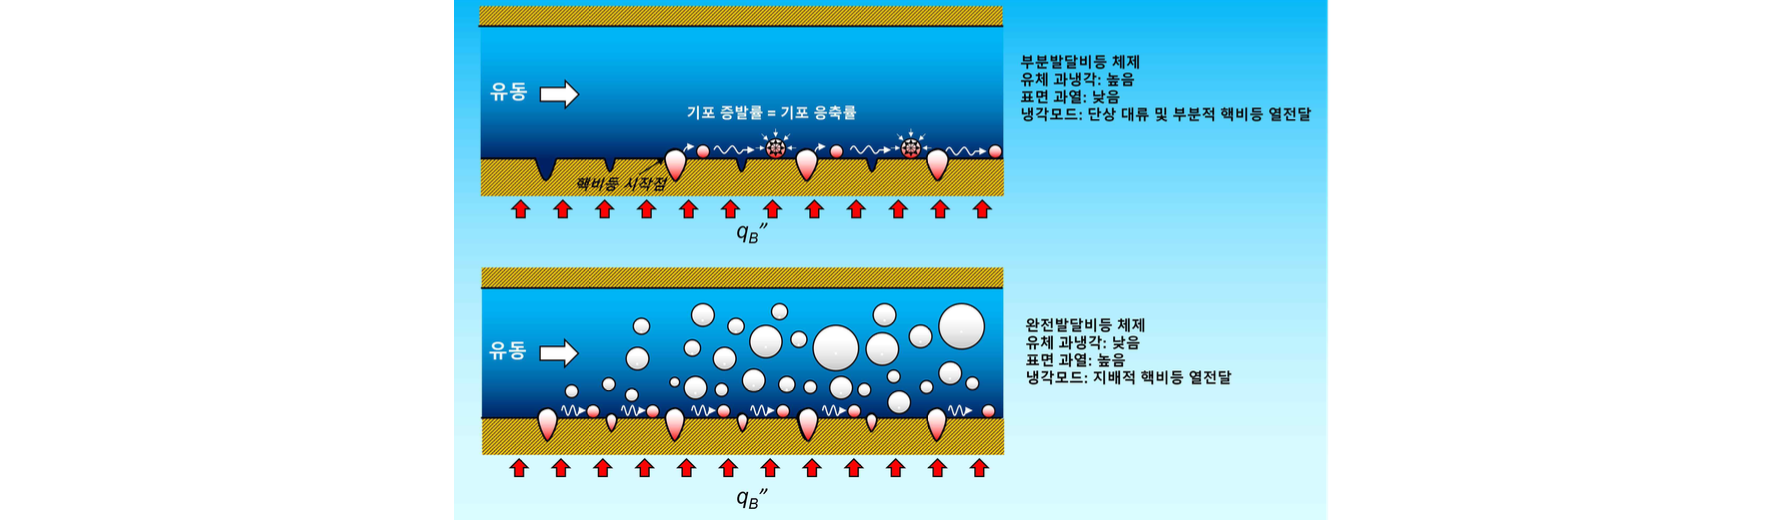 부분발달비등 체제
유체 과냉각: 높음
표면 과열: 낮음
냉각모드: 단상 대류 및 부분적 핵비등 열전달
유동
기포 증발률 = 기포 응축률
핵비등 시작점
qB″
완전발달비등 체제
유체 과냉각: 낮음
표면 과열: 높음
냉각모드: 지배적 핵비등 열전달
유동
qB″